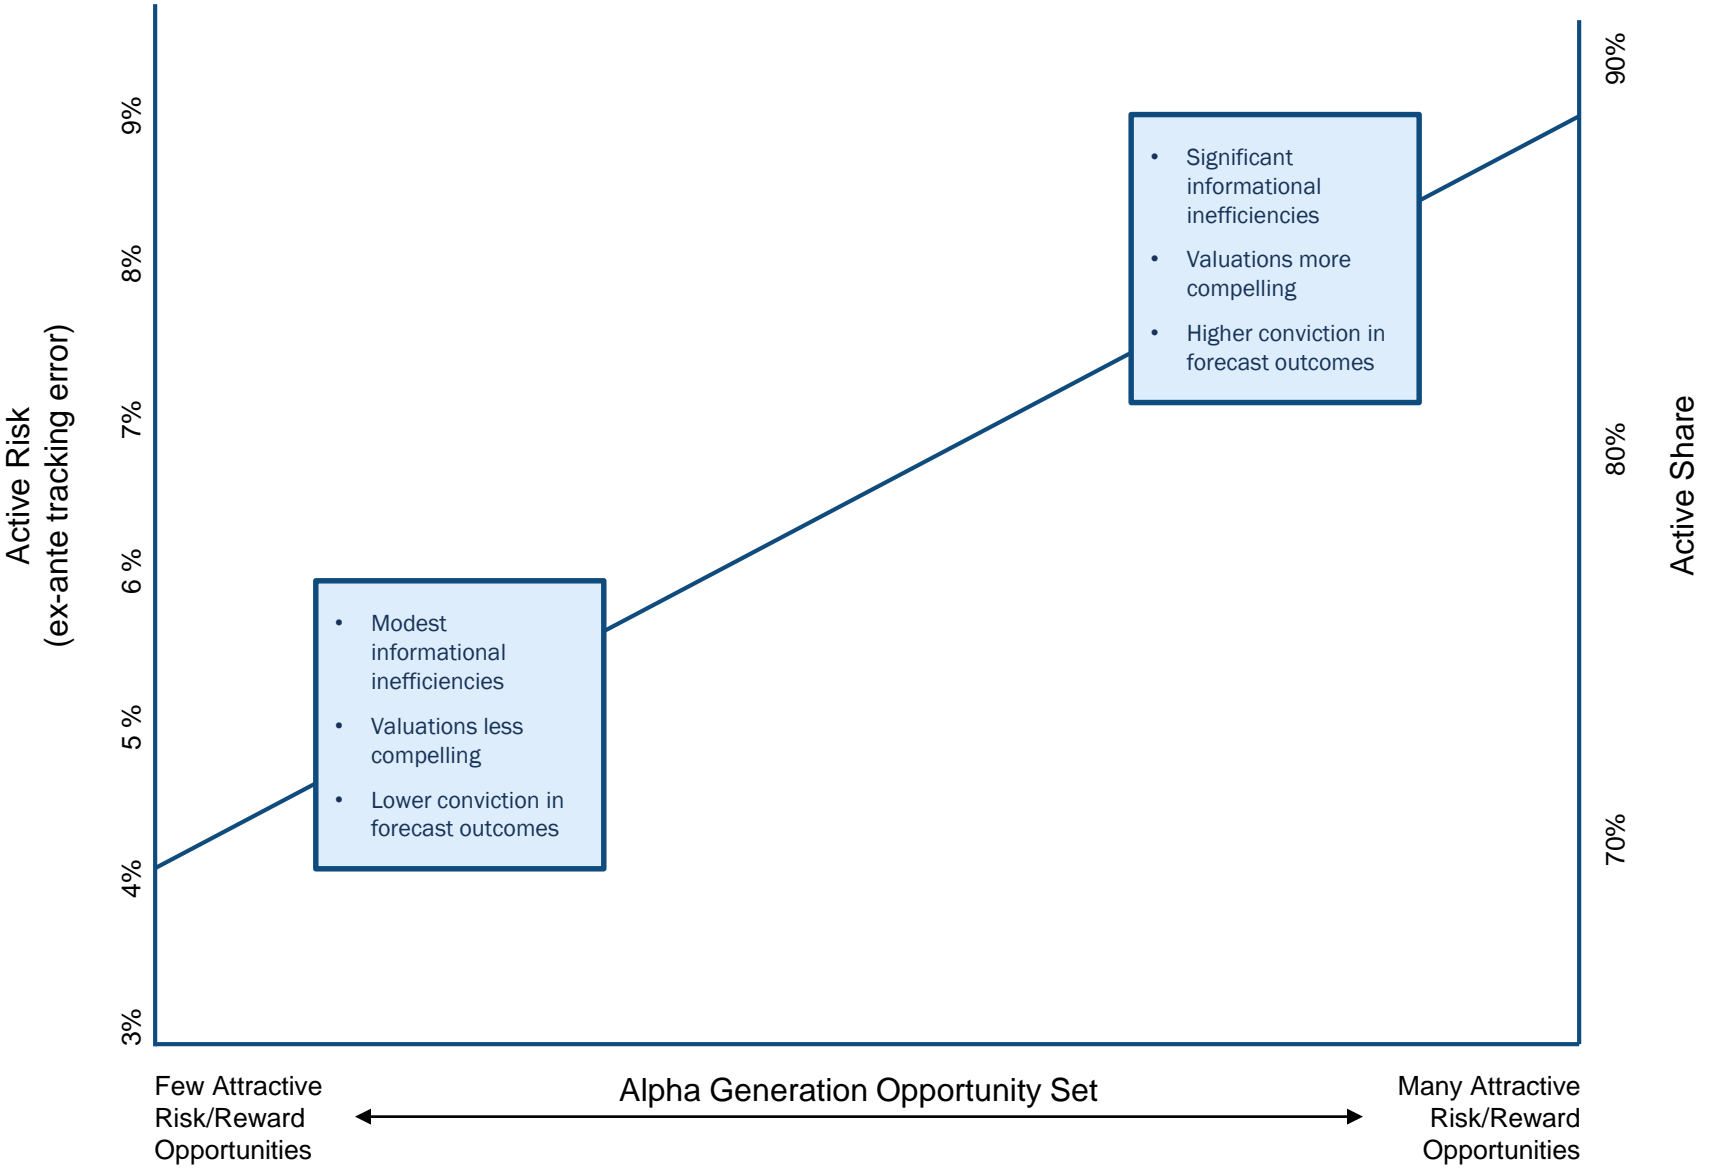 Active Risk
(ex-ante tracking error)
9%
8%
7%
6 %
5 %
4%
3%
• Modest
informational
inefficiencies
• Valuations less
compelling
• Lower conviction in
forecast outcomes
• Significant
informational
inefficiencies
• Valuations more
compelling
• Higher conviction in
forecast outcomes
90%
80%
70%
Active Share
Few Attractive
Risk/Reward
Opportunities
Alpha Generation Opportunity Set
Many Attractive
Risk/Reward
Opportunities